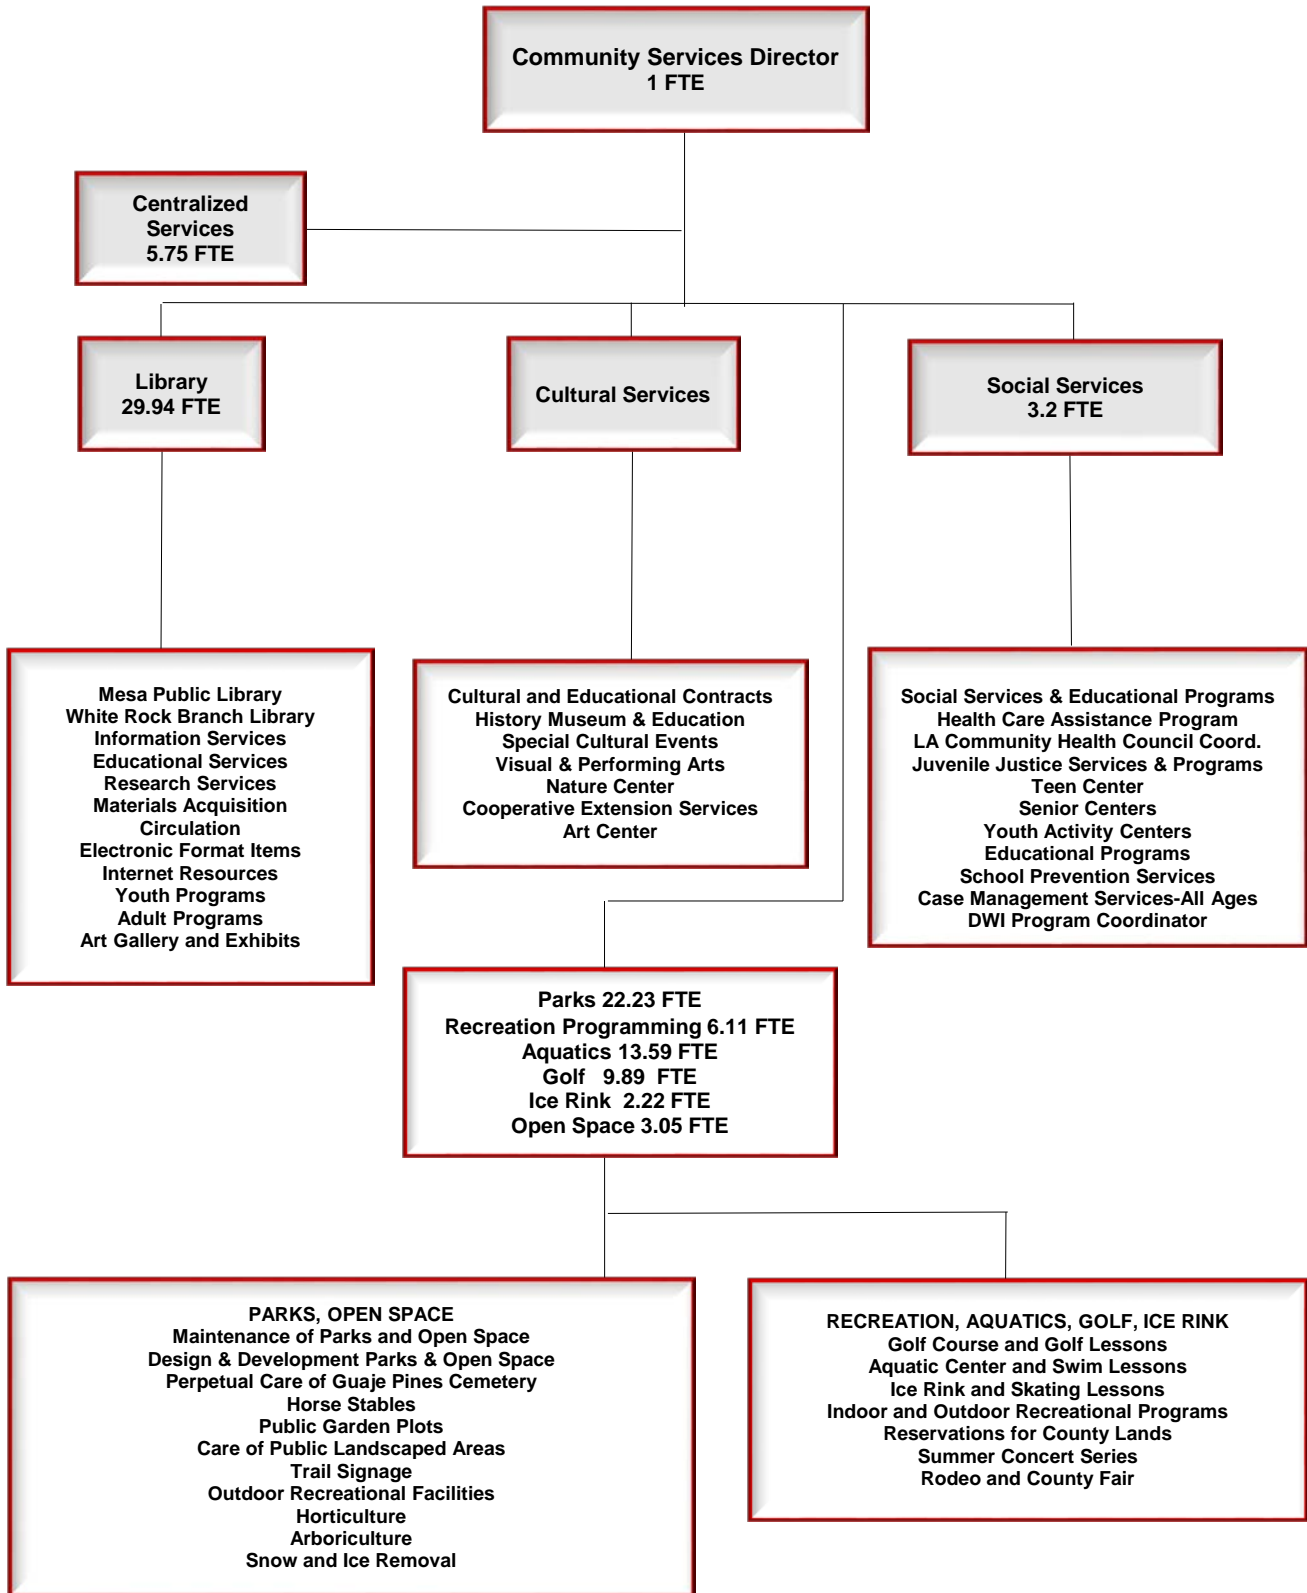 Community Services Director
1 FTE
Centralized
Services
5.75 FTE
Library
29.94 FTE
Cultural Services
Social Services
3.2 FTE
Mesa Public Library
White Rock Branch Library
Information Services
Educational Services
Research Services
Materials Acquisition
Circulation
Electronic Format Items
Internet Resources
Youth Programs
Adult Programs
Art Gallery and Exhibits
Cultural and Educational Contracts
History Museum & Education
Special Cultural Events
Visual & Performing Arts
Nature Center
Cooperative Extension Services
Art Center
Social Services & Educational Programs
Health Care Assistance Program
LA Community Health Council Coord.
Juvenile Justice Services & Programs
Teen Center
Senior Centers
Youth Activity Centers
Educational Programs
School Prevention Services
Case Management Services-All Ages
DWI Program Coordinator
Parks 22.23 FTE
Recreation Programming 6.11 FTE
Aquatics 13.59 FTE
Golf 9.89 FTE
Ice Rink 2.22 FTE
Open Space 3.05 FTE
PARKS, OPEN SPACE
Maintenance of Parks and Open Space
Design & Development Parks & Open Space
Perpetual Care of Guaje Pines Cemetery
Horse Stables
Public Garden Plots
Care of Public Landscaped Areas
Trail Signage
Outdoor Recreational Facilities
Horticulture
Arboriculture
Snow and Ice Removal
RECREATION, AQUATICS, GOLF, ICE RINK
Golf Course and Golf Lessons
Aquatic Center and Swim Lessons
Ice Rink and Skating Lessons
Indoor and Outdoor Recreational Programs
Reservations for County Lands
Summer Concert Series
Rodeo and County Fair